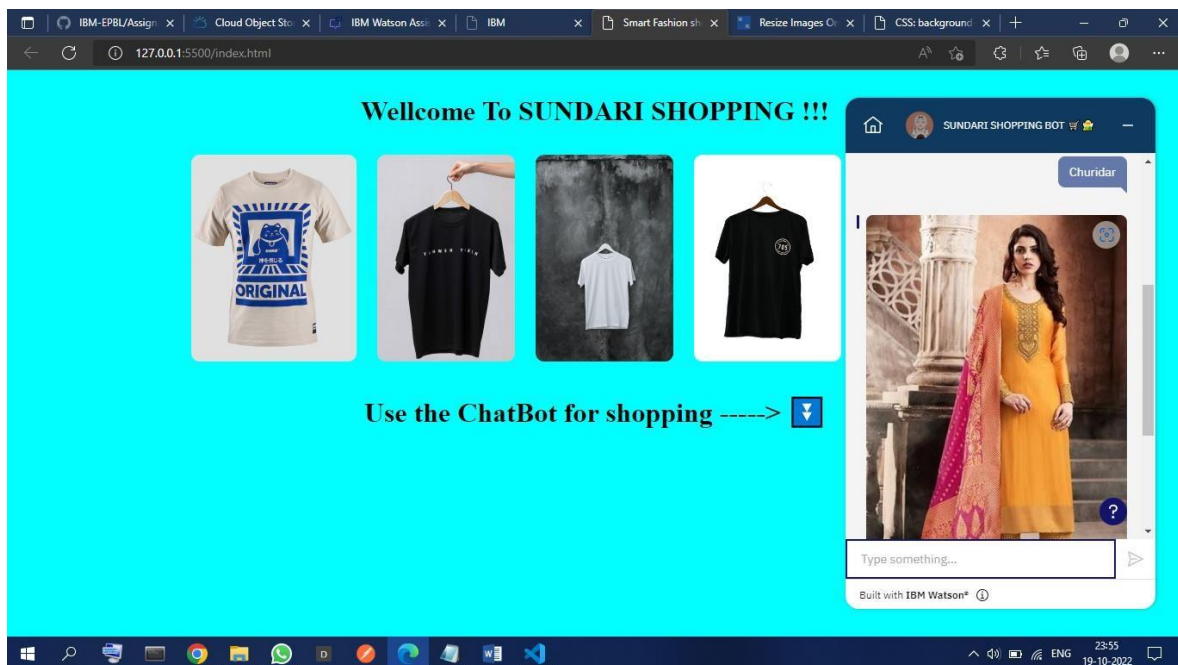 IBM-EPBL/Assign
Cloud Object Sto
IBM Watson Assi
IBM
Smart Fashion sh
Resize Images O
CSS: background
127.0.0.1:5500/index.html
Wellcome To SUNDARI SHOPPING !!!
SUNDARI SHOPPING BOT
Churidar
ORIGINAL
785
Use the ChatBot for shopping ----->
?
Type something...
Built with IBM Watson®
ENG
23:55
19-10-2022